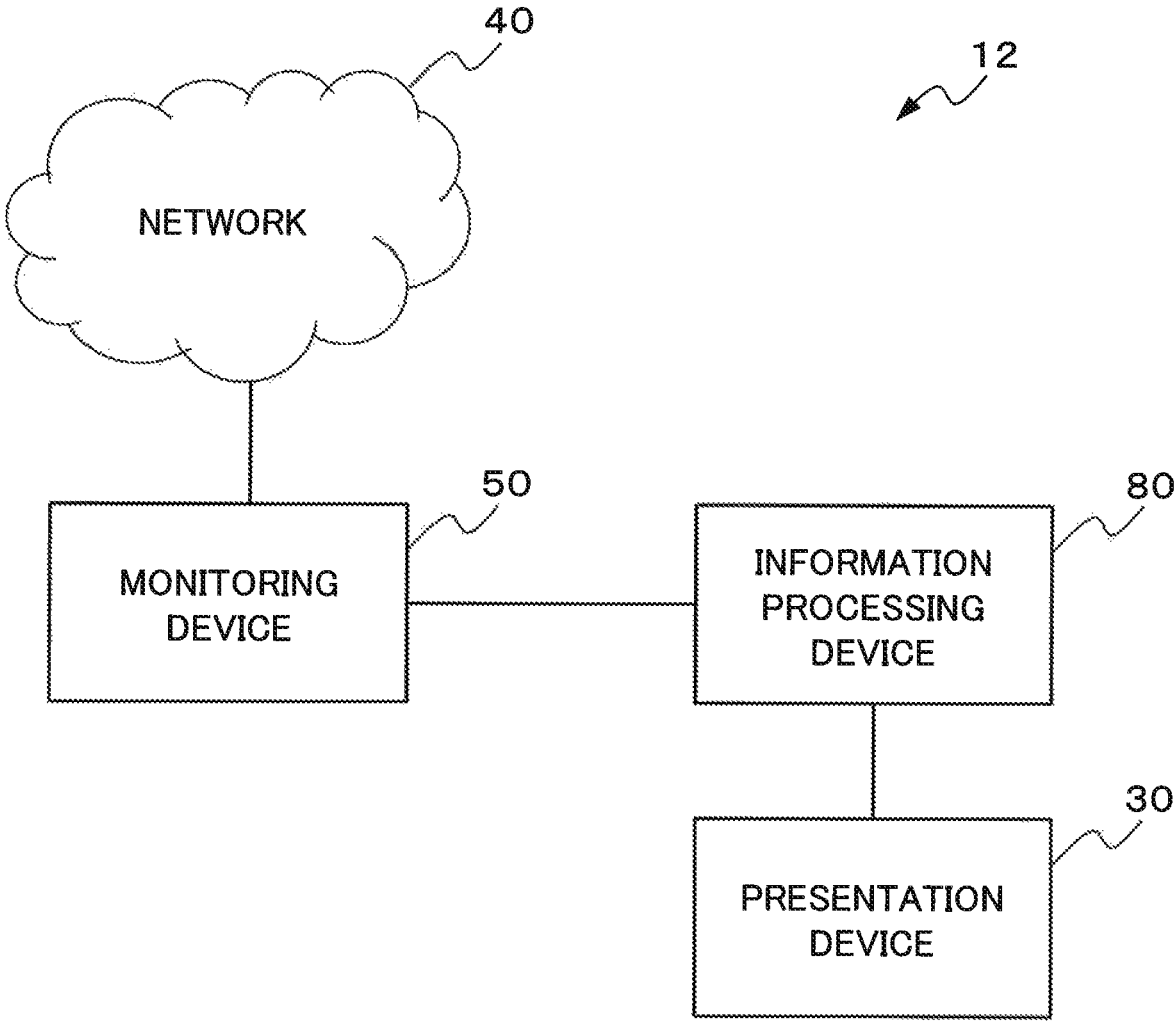 40
12
NETWORK
50
80
MONITORING
DEVICE
INFORMATION
PROCESSING
DEVICE
30
PRESENTATION
DEVICE